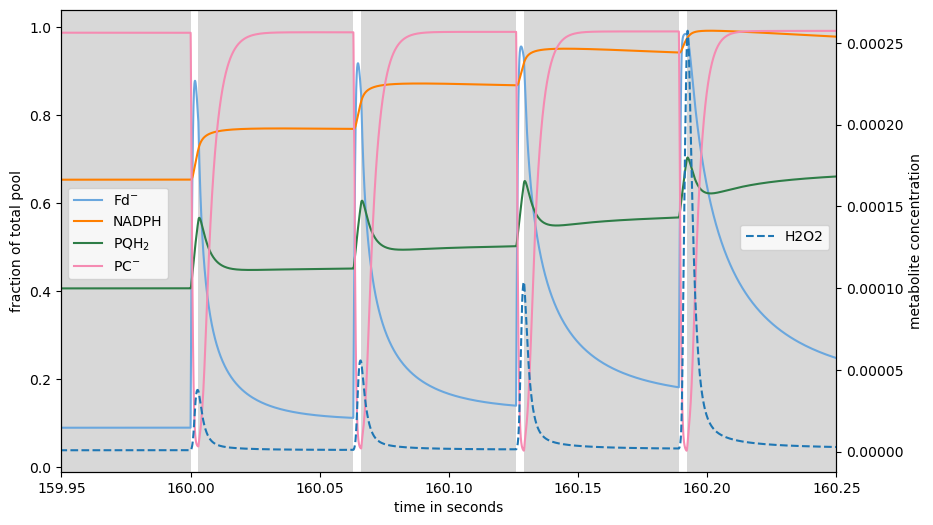 fraction of total pool
1.0
0.8
0.6
0.4
0.2
0.0
Fd⁻
NADPH
PQH₂
PC⁻
H2O2
0.00025
0.00020
0.00015
0.00010
0.00005
0.00000
metabolite concentration
159.95 160.00 160.05 160.10 160.15 160.20 160.25
time in seconds